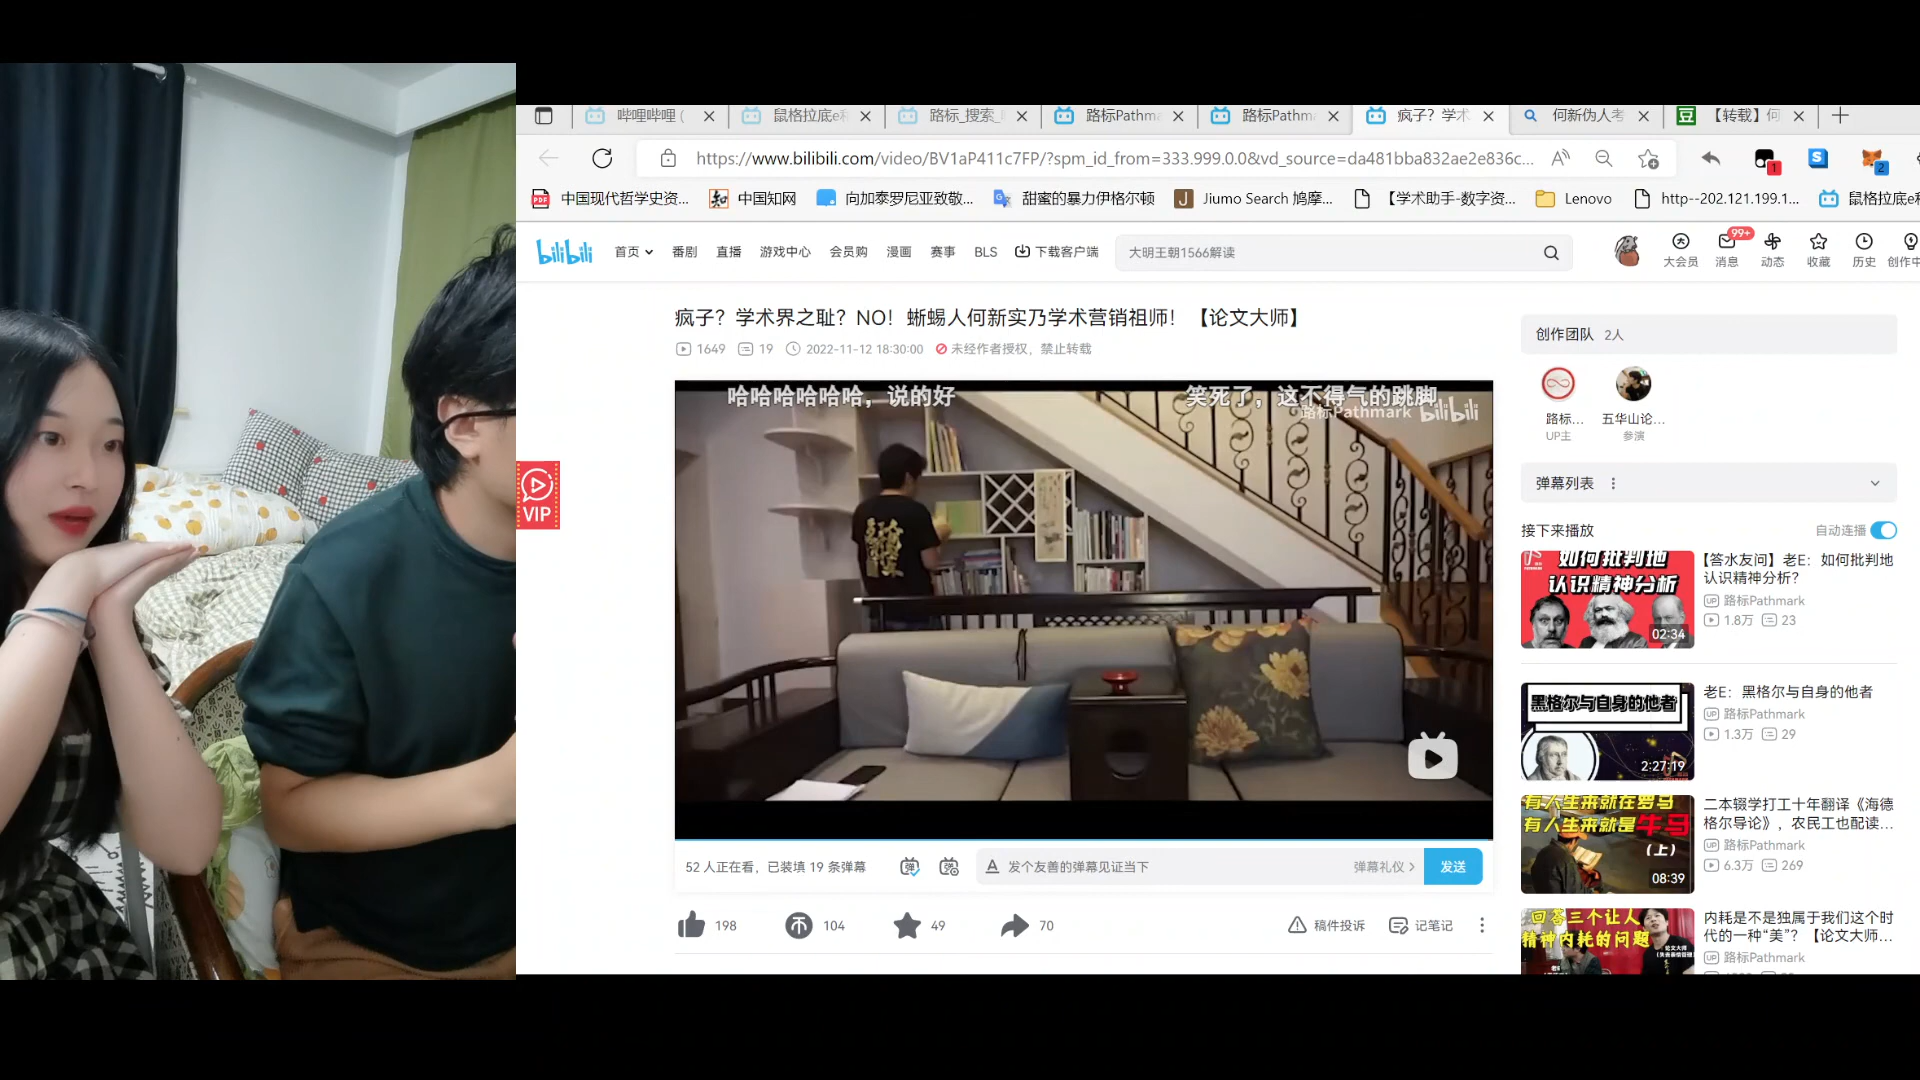 哔哩哔哩 (
鼠格拉底e和
路标_搜索_
路标Pathma
路标Pathm
疯子？学术
何新伪人考
豆
【转载】何
https://www.bilibili.com/video/BV1aP411c7FP/?spm_id_from=333.999.0.0&vd_source=da481bba832ae2e836c...
中国现代哲学史资...
中国知网
向加泰罗尼亚致敬...
甜蜜的暴力伊格尔顿
Jiumo Search 鸠摩...
【学术助手-数字资...
Lenovo
http--202.121.199.1...
鼠格拉底e和
bilibili
首页
番剧
直播
游戏中心
会员购
漫画
赛事
BLS
下载客户端
大明王朝1566解读
大会员
99+
消息
动态
收藏
历史
创作中
疯子？学术界之耻？NO！蜥蜴人何新实乃学术营销祖师！【论文大师】
1649
19
2022-11-12 18:30:00
未经作者授权，禁止转载
哈哈哈哈哈哈，说的好
笑死了，这不得气的跳脚
路标Pathmark bilibili
VIP
52 人正在看，已装填 19 条弹幕
发个友善的弹幕见证当下
弹幕礼仪
发送
198
104
49
70
稿件投诉
记笔记
创作团队 2人
路标...
UP主
五华山论...
参演
弹幕列表
接下来播放
自动连播
如何批判地
认识精神分析
02:34
【答水友问】老E：如何批判地
认识精神分析？
路标Pathmark
1.8万 23
黑格尔与自身的他者
2:27:19
老E：黑格尔与自身的他者
路标Pathmark
1.3万 29
有人生来就在罗马
有人生来就是牛马
(上)
08:39
二本辍学打工十年翻译《海德
格尔导论》，农民工也配读...
路标Pathmark
6.3万 269
回答三个让人
精神内耗的问题
论文大师
内耗是不是独属于我们这个时
代的一种“美”？【论文大师...
路标Pathmark